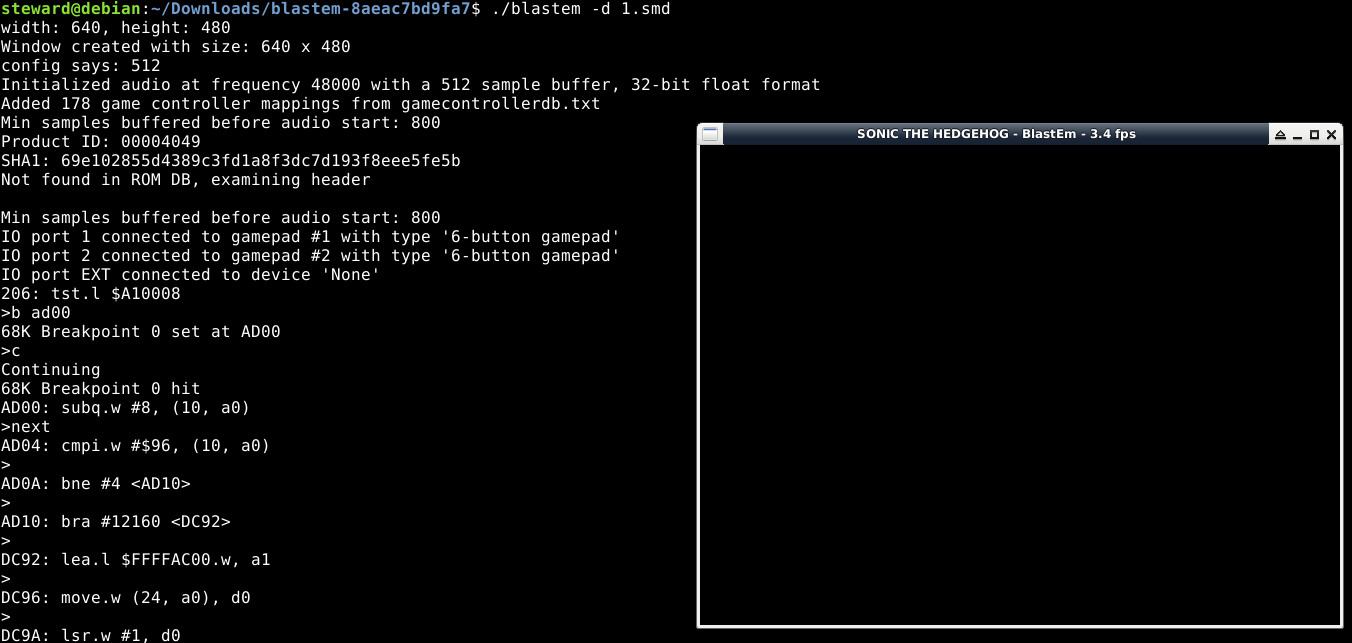 steward@debian:~/Downloads/blastem-8aeac7bd9fa7$ ./blastem -d 1.smd
width: 640, height: 480
Window created with size: 640 x 480
config says: 512
Initialized audio at frequency 48000 with a 512 sample buffer, 32-bit float format
Added 178 game controller mappings from gamecontrollerdb.txt
Min samples buffered before audio start: 800
Product ID: 00004049
SHA1: 69e102855d4389c3fd1a8f3dc7d193f8eee5fe5b
Not found in ROM DB, examining header
Min samples buffered before audio start: 800
IO port 1 connected to gamepad #1 with type '6-button gamepad'
IO port 2 connected to gamepad #2 with type '6-button gamepad'
IO port EXT connected to device 'None'
206: tst.l $A10008
>b ad00
68K Breakpoint 0 set at AD00
>c
Continuing
68K Breakpoint 0 hit
AD00: subq.w #8, (10, a0)
>next
AD04: cmpi.w #$96, (10, a0)
>
AD0A: bne #4 <AD10>
>
AD10: bra #12160 <DC92>
>
DC92: lea.l $FFFFAC00.w, a1
>
DC96: move.w (24, a0), d0
>
DC9A: lsr.w #1, d0
SONIC THE HEDGEHOG - BlastEm - 3.4 fps